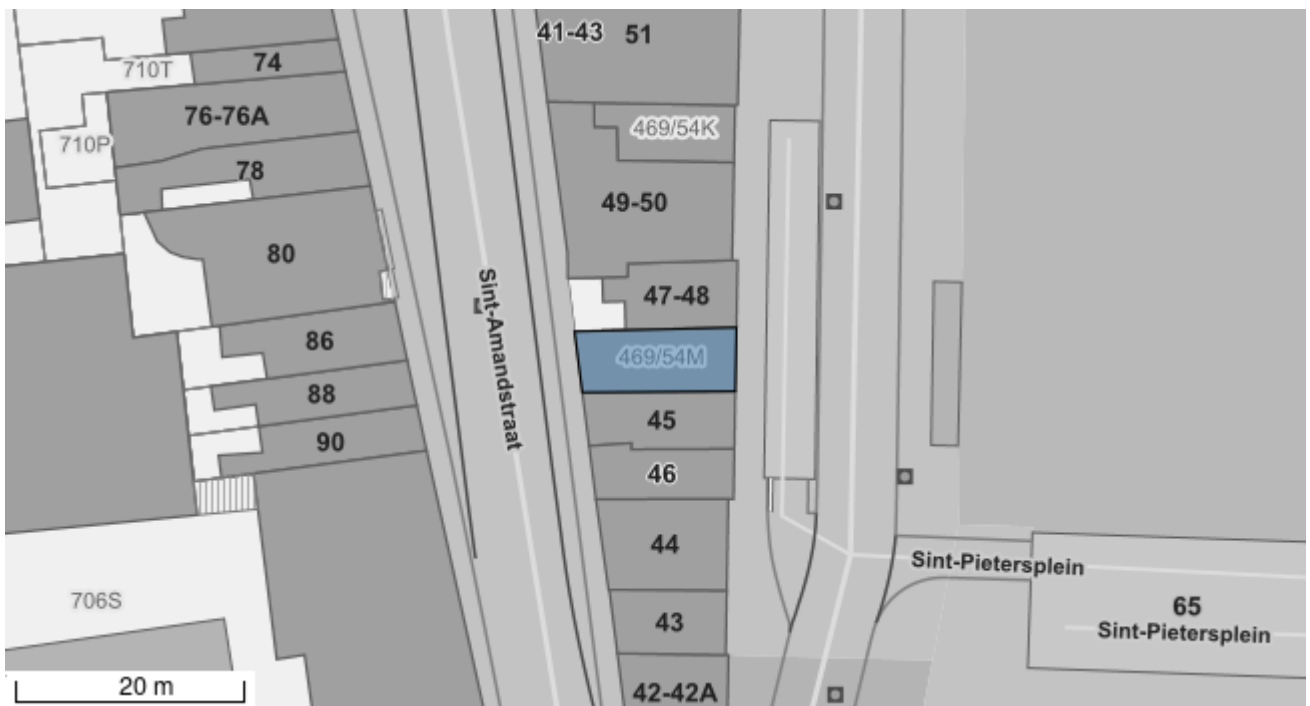 41-43
51
74
710T
469/54K
76-76A
710P
78
49-50
80
47-48
Sint-Amandstraat
86
469/54M
88
45
90
46
44
Sint-Pietersplein
706S
65
43
Sint-Pietersplein
20 m
42-42A